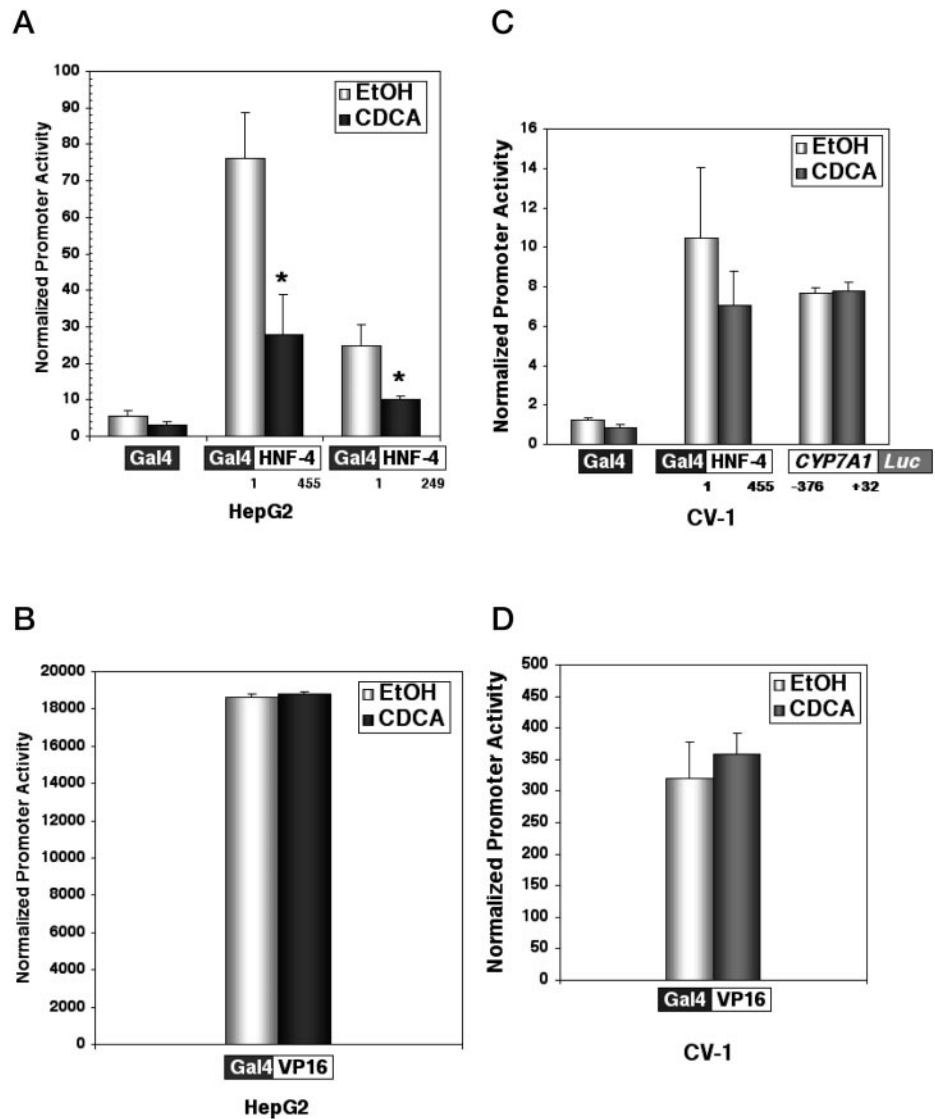 A
Normalized Promoter Activity
100
90
80
70
60
50
40
30
20
10
0
EtOH
CDCA
*
*
Gal4
Gal4 HNF-4
Gal4 HNF-4
1 455
1 249
HepG2
C
Normalized Promoter Activity
16
14
12
10
8
6
4
2
0
EtOH
CDCA
Gal4
Gal4 HNF-4
CYP7A1 Luc
1 455
-376 +32
CV-1
B
Normalized Promoter Activity
20000
18000
16000
14000
12000
10000
8000
6000
4000
2000
0
EtOH
CDCA
Gal4 VP16
HepG2
D
Normalized Promoter Activity
500
450
400
350
300
250
200
150
100
50
0
EtOH
CDCA
Gal4 VP16
CV-1